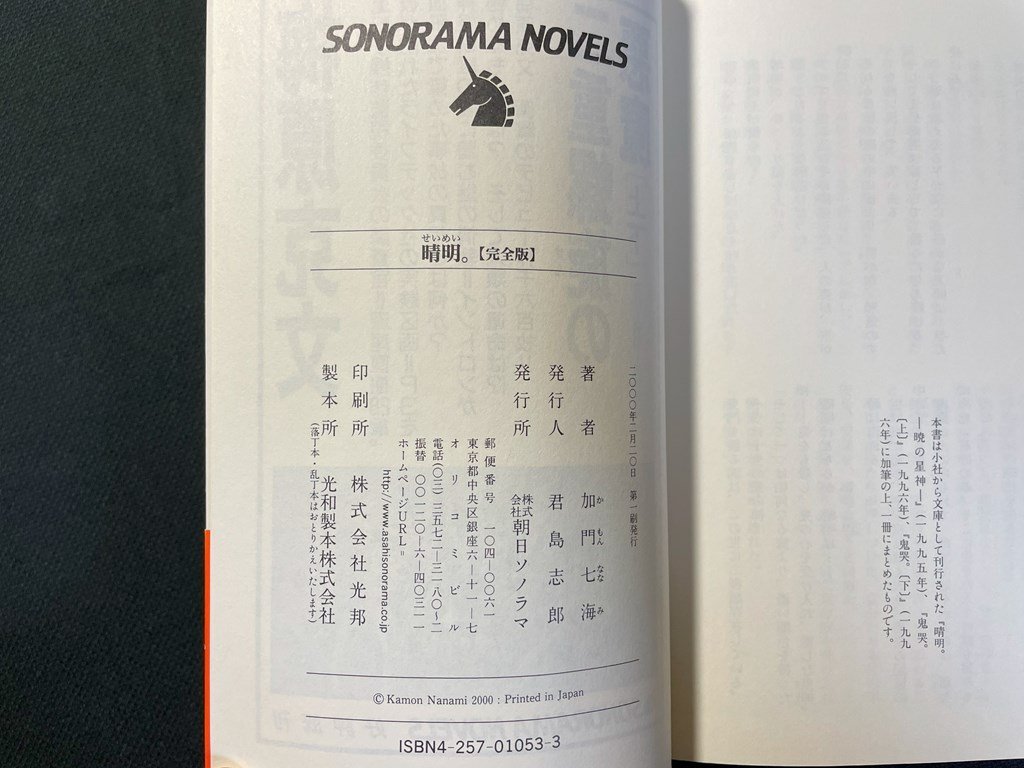 SONORAMA NOVELS
せいめい
晴明。【完全版】
二〇〇〇年二月二〇日 第一刷発行
著者 加門七海
かもんななみ
発行人 君島志郎
発行所 株式会社朝日ソノラマ
郵便番号 一〇四-〇〇六一
東京都中央区銀座六-十一-七
オリコミビル
電話(〇三)三五七二-三一八〇~二
振替 〇〇一二〇-六-四〇三一一
ホームページURL=
http://www.asahisonorama.co.jp
印刷所 株式会社光邦
製本所 光和製本株式会社
(落丁本・乱丁本はおとりかえいたします)
©Kamon Nanami 2000 : Printed in Japan
ISBN4-257-01053-3
本書は小社から文庫として刊行された『晴明。
―暁の星神―』(一九九五年)、『鬼哭。
〔上〕』(一九九六年)、『鬼哭。〔下〕』(一九九
六年)に加筆の上、一冊にまとめたものです。